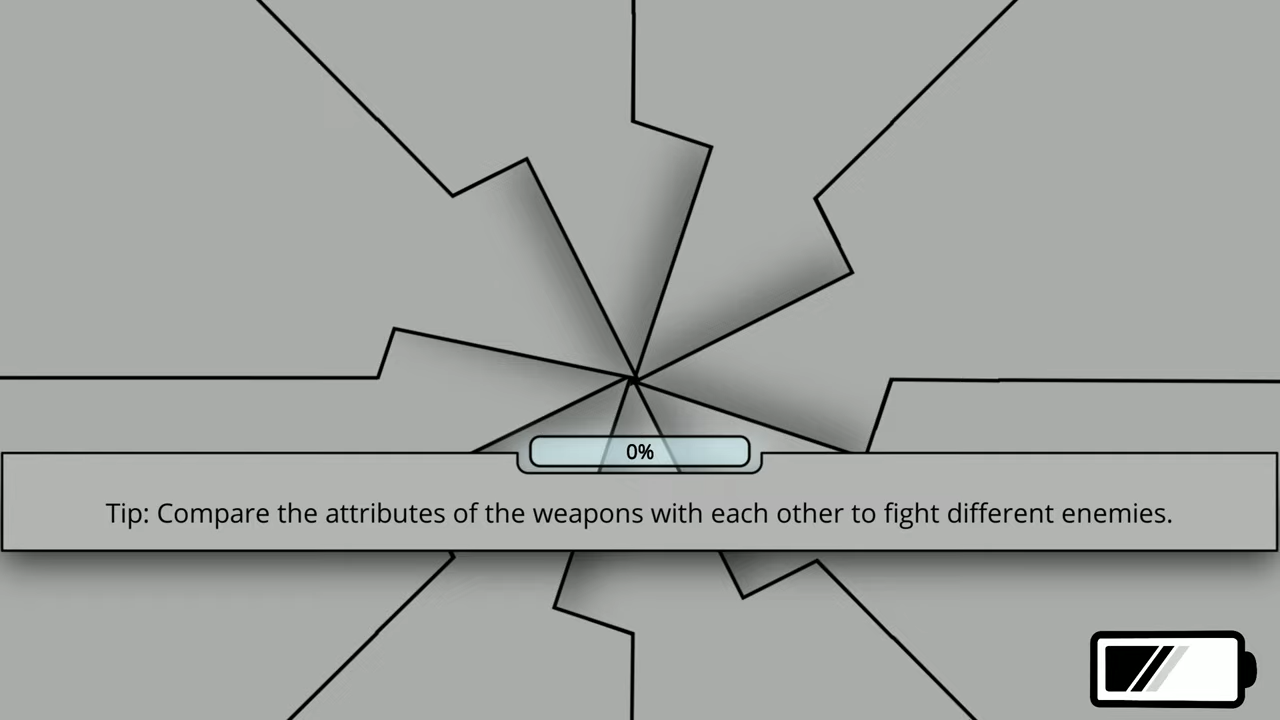 0%
Tip: Compare the attributes of the weapons with each other to fight different enemies.